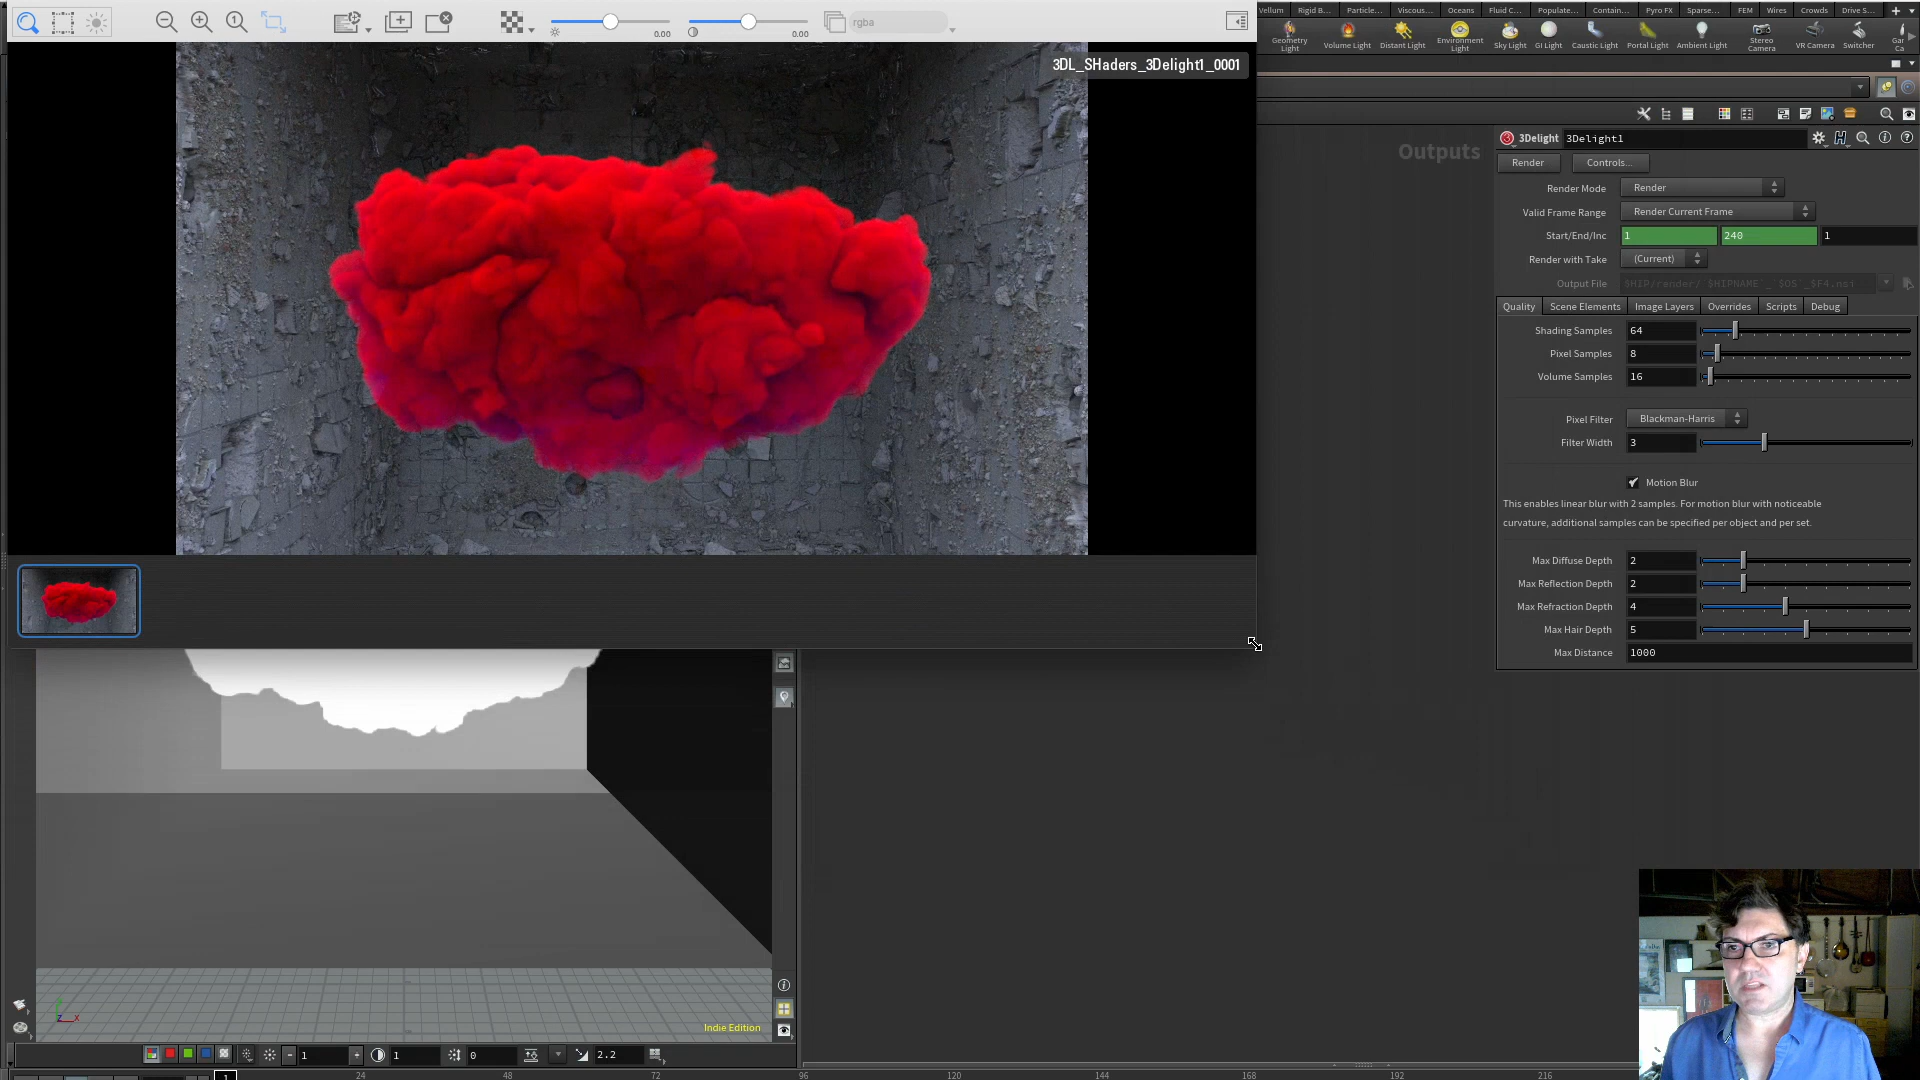 0.00
0.00
rgba
3DL_SHaders_3Delight1_0001
Vellum
Rigid B...
Particle...
Viscous...
Oceans
Fluid C...
Populate...
Contain...
Pyro FX
Sparse...
FEM
Wires
Crowds
Drive S...
Geometry
Light
Volume Light
Distant Light
Environment
Light
Sky Light
GI Light
Caustic Light
Portal Light
Ambient Light
Stereo
Camera
VR Camera
Switcher
Outputs
3Delight
3Delight1
Render
Controls...
Render Mode
Render
Valid Frame Range
Render Current Frame
Start/End/Inc
1
240
1
Render with Take
(Current)
Output File
Quality
Scene Elements
Image Layers
Overrides
Scripts
Debug
Shading Samples
64
Pixel Samples
8
Volume Samples
16
Pixel Filter
Blackman-Harris
Filter Width
3
Motion Blur
This enables linear blur with 2 samples. For motion blur with noticeable
curvature, additional samples can be specified per object and per set.
Max Diffuse Depth
2
Max Reflection Depth
2
Max Refraction Depth
4
Max Hair Depth
5
Max Distance
1000
Z
X
Indie Edition
1
1
0
2.2
1
24
48
72
96
120
144
168
192
216